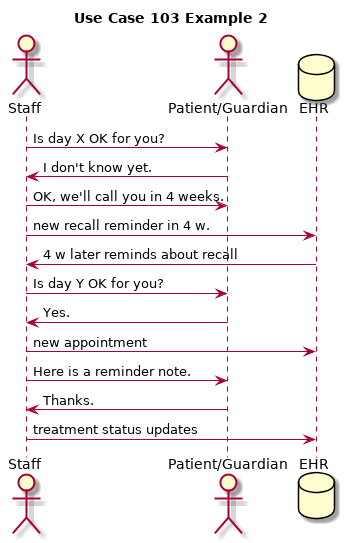 Use Case 103 Example 2
Staff Patient/Guardian EHR
Is day X OK for you?
I don't know yet.
OK, we'll call you in 4 weeks.
new recall reminder in 4 w.
4 w later reminds about recall
Is day Y OK for you?
Yes.
new appointment
Here is a reminder note.
Thanks.
treatment status updates
Staff Patient/Guardian EHR